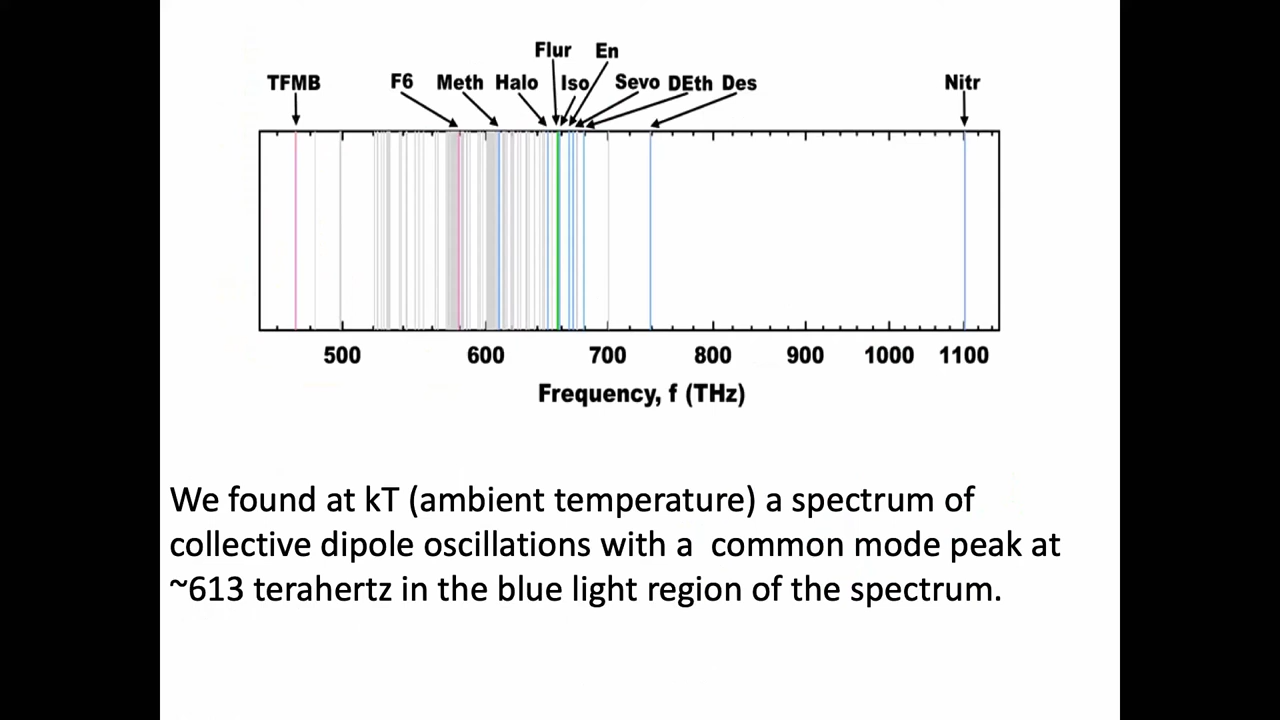 Flur En
TFMB F6 Meth Halo Iso Sevo DEth Des Nitr
500 600 700 800 900 1000 1100
Frequency, f (THz)
We found at kT (ambient temperature) a spectrum of
collective dipole oscillations with a  common mode peak at
~613 terahertz in the blue light region of the spectrum.